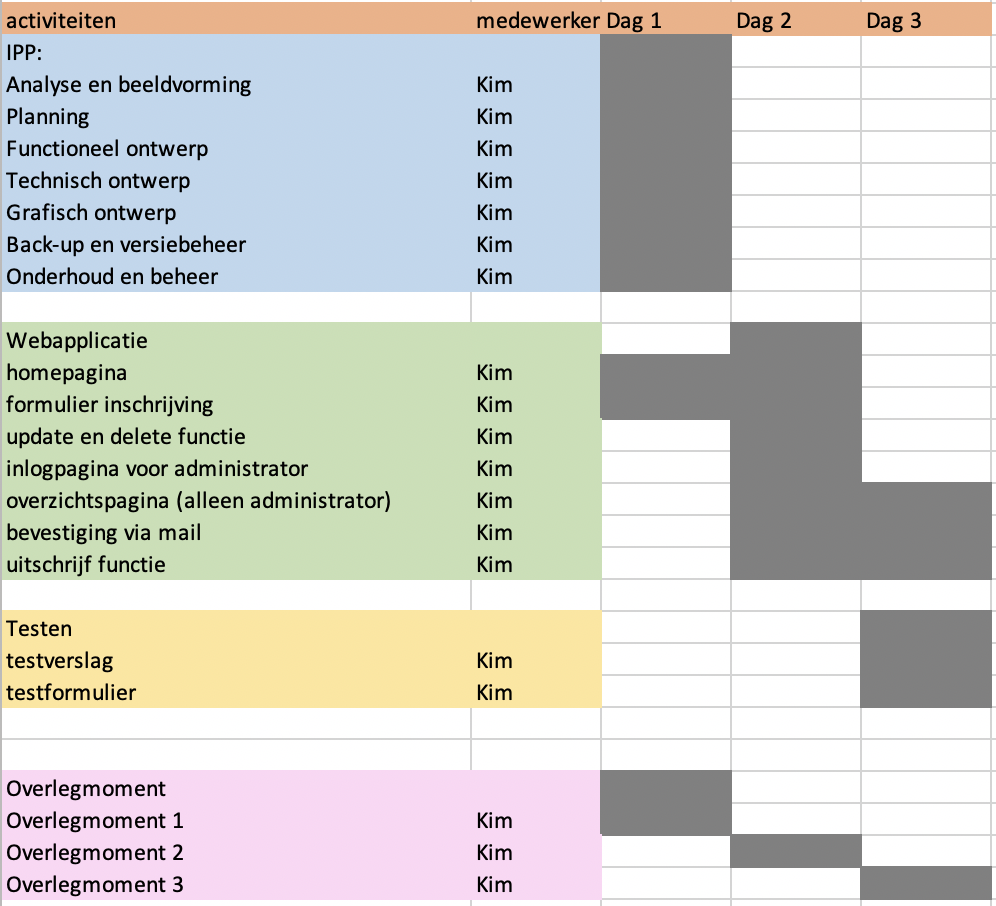 activiteiten medewerker Dag 1 Dag 2 Dag 3
IPP:
Analyse en beeldvorming Kim
Planning Kim
Functioneel ontwerp Kim
Technisch ontwerp Kim
Grafisch ontwerp Kim
Back-up en versiebeheer Kim
Onderhoud en beheer Kim
Webapplicatie
homepagina Kim
formulier inschrijving Kim
update en delete functie Kim
inlogpagina voor administrator Kim
overzichtspagina (alleen administrator) Kim
bevestiging via mail Kim
uitschrijf functie Kim
Testen
testverslag Kim
testformulier Kim
Overlegmoment
Overlegmoment 1 Kim
Overlegmoment 2 Kim
Overlegmoment 3 Kim